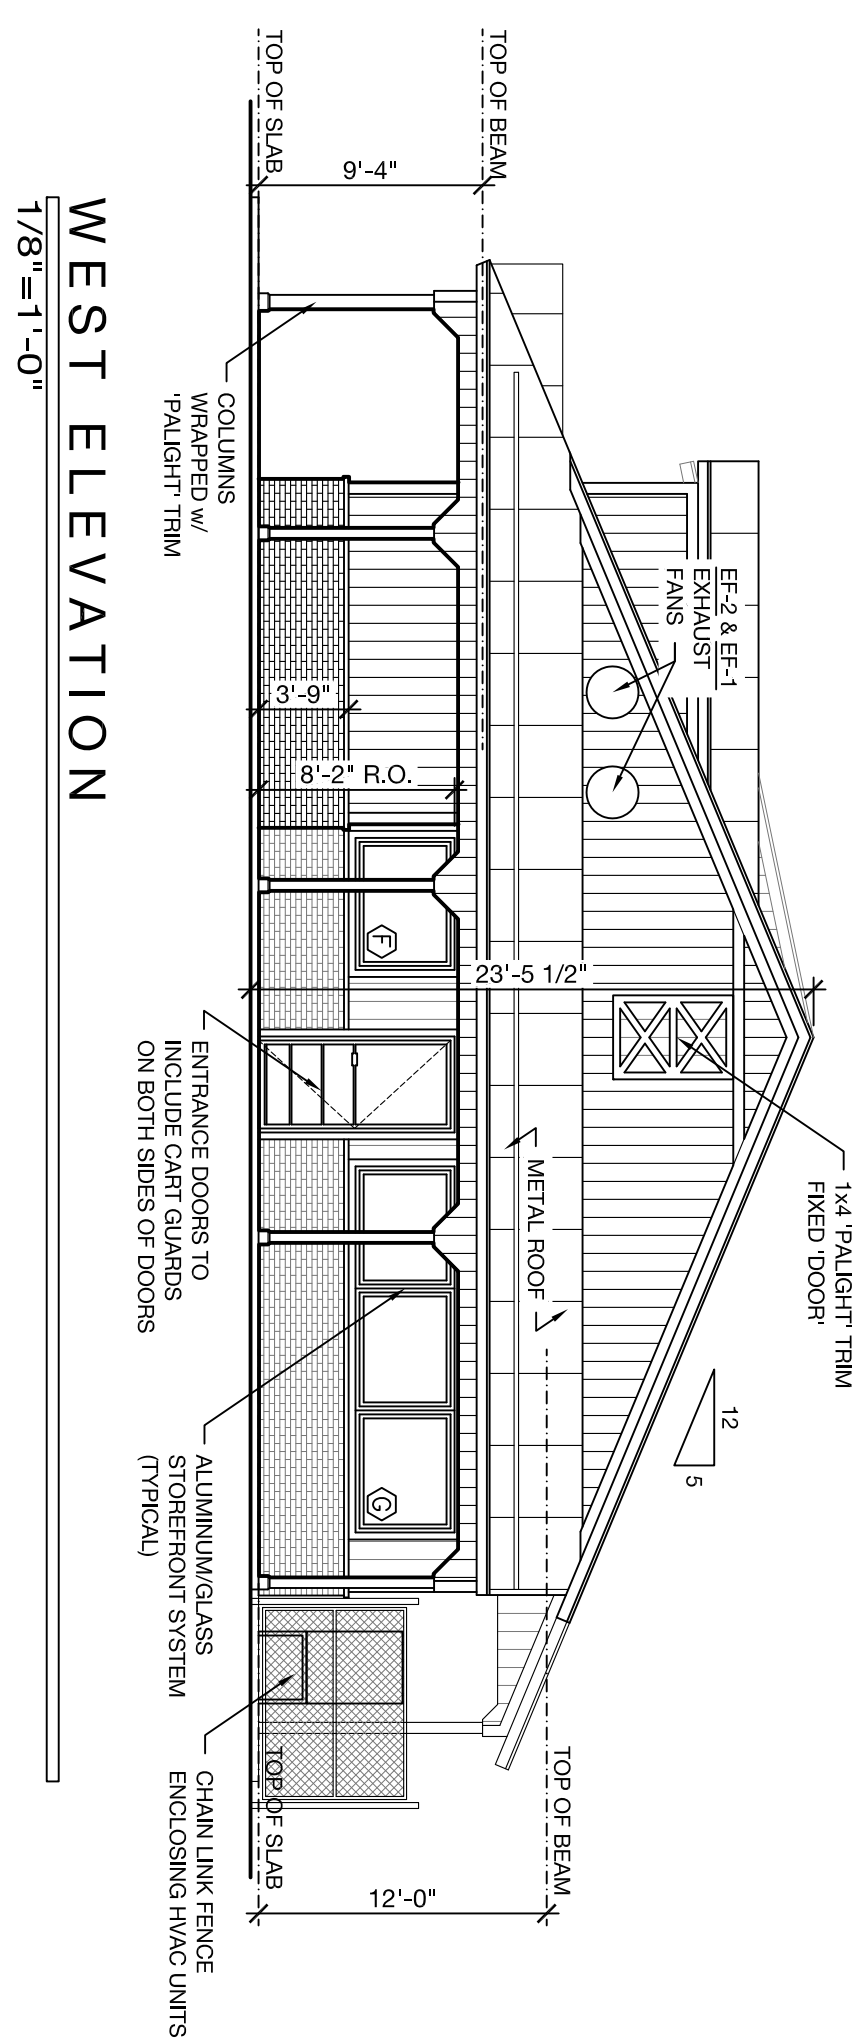 1x4 'PALIGHT' TRIM
FIXED 'DOOR'
12
5
EF-2 & EF-1
EXHAUST
FANS
TOP OF BEAM
TOP OF SLAB
9'-4"
METAL ROOF
23'-5 1/2"
8'-2" R.O.
3'-9"
F
G
TOP OF BEAM
TOP OF SLAB
12'-0"
COLUMNS
WRAPPED w/
'PALIGHT' TRIM
ENTRANCE DOORS TO
INCLUDE CART GUARDS
ON BOTH SIDES OF DOORS
ALUMINUM/GLASS
STOREFRONT SYSTEM
(TYPICAL)
CHAIN LINK FENCE
ENCLOSING HVAC UNITS
WEST ELEVATION
1/8"=1'-0"